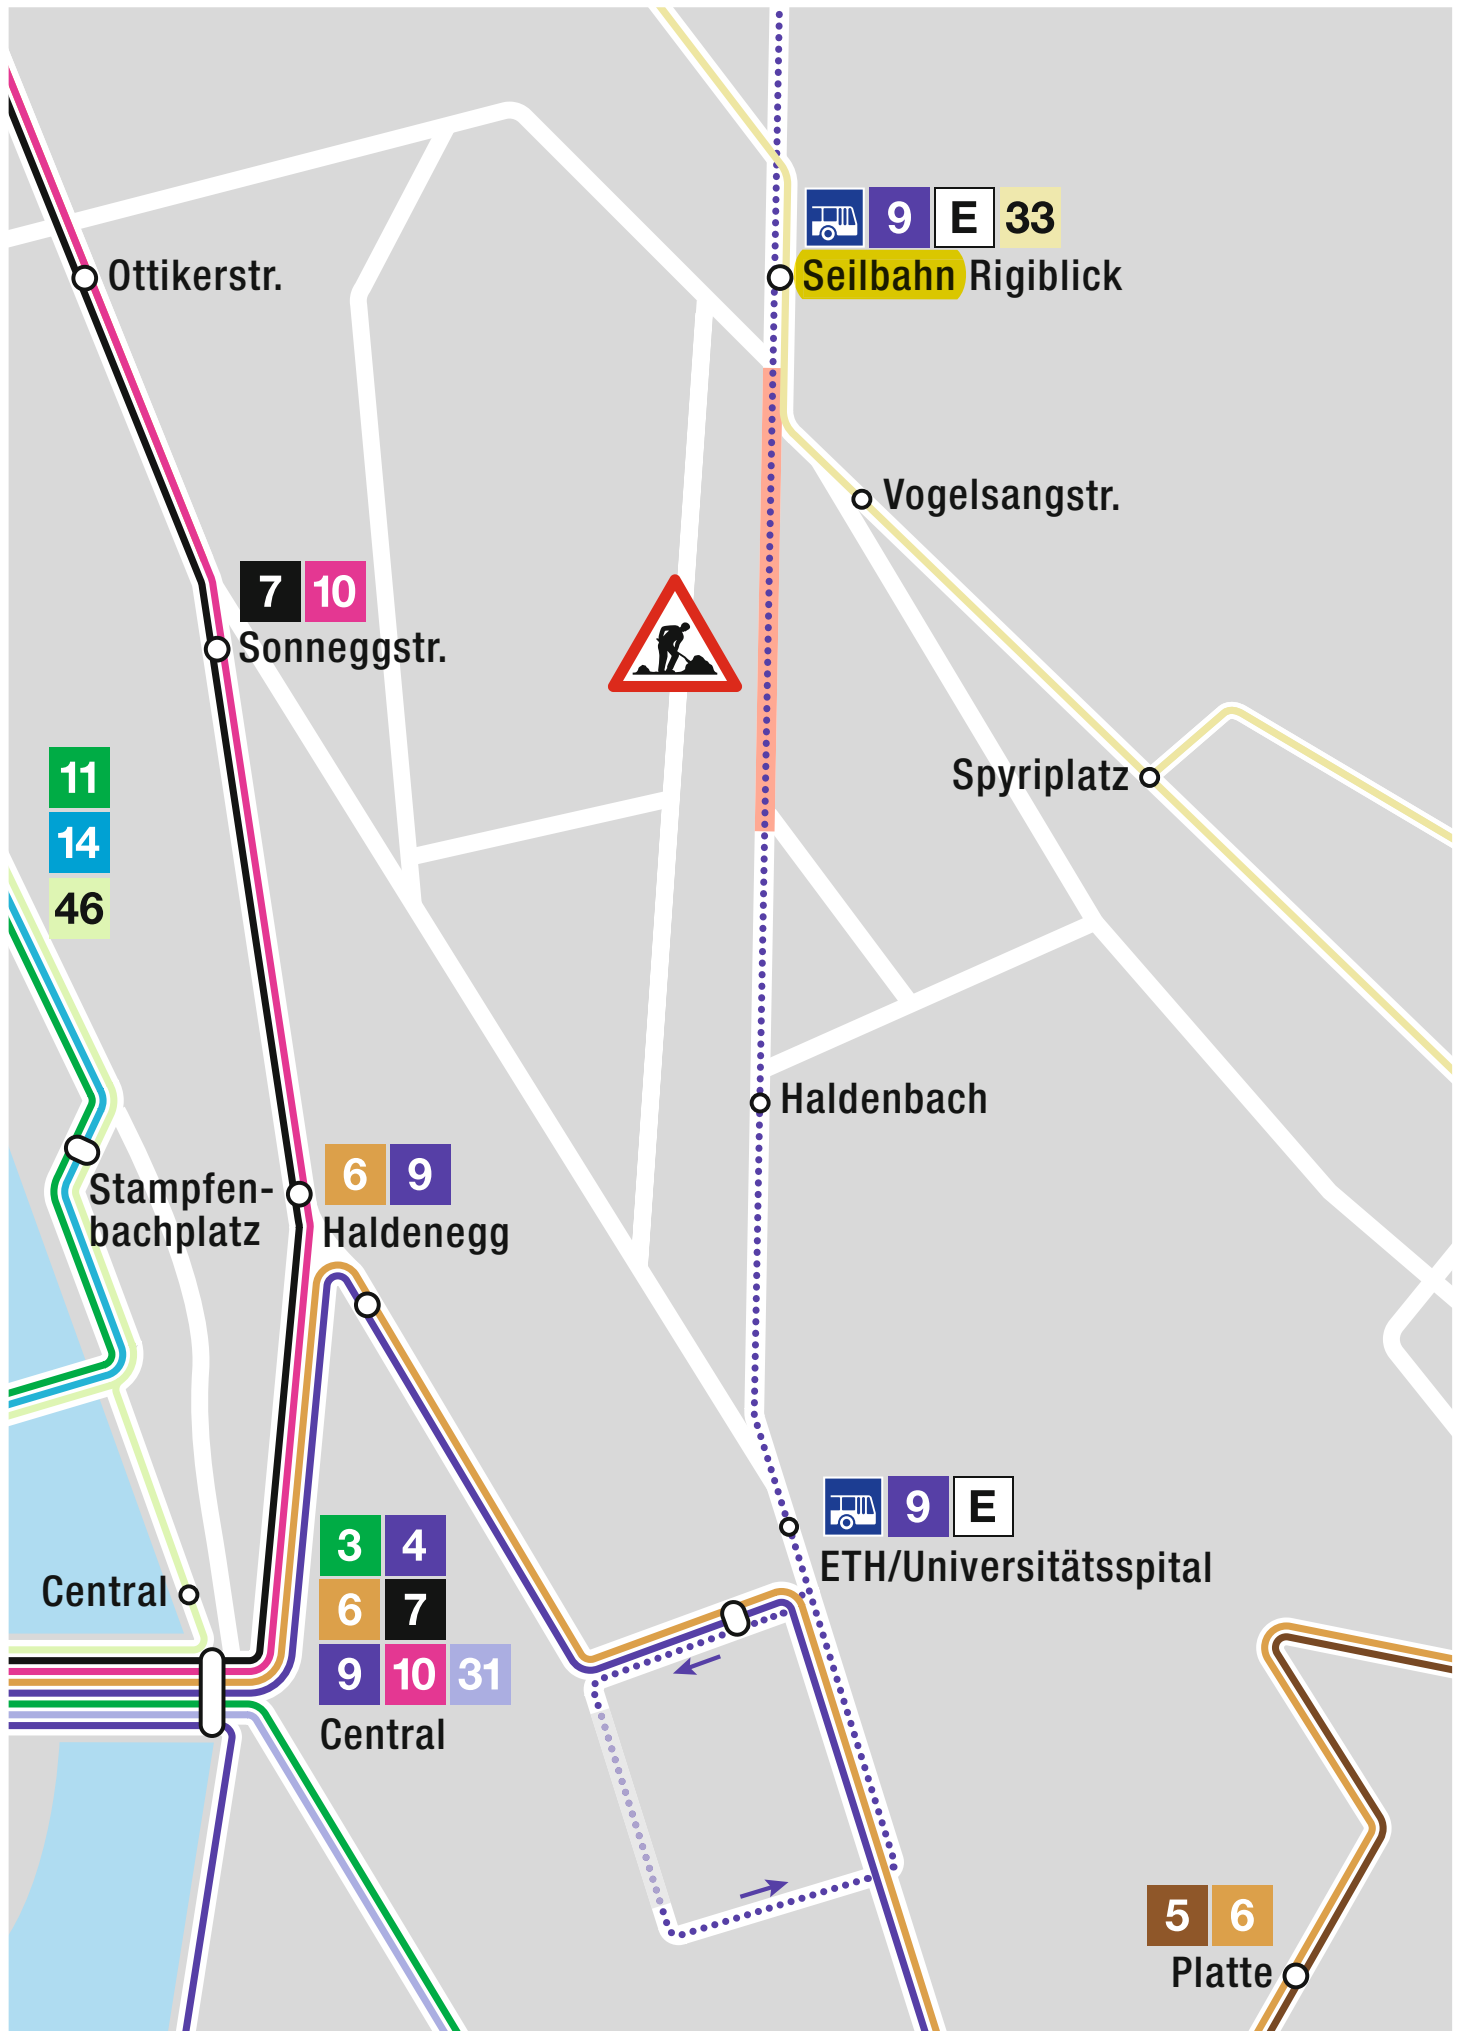 9 E 33
Seilbahn Rigiblick
Ottikerstr.
Vogelsangstr.
7 10
Sonneggstr.
11
14
46
Spyriplatz
Haldenbach
6 9
Haldenegg
Stampfen-
bachplatz
9 E
ETH/Universitätsspital
3 4
6 7
9 10 31
Central
Central
5 6
Platte